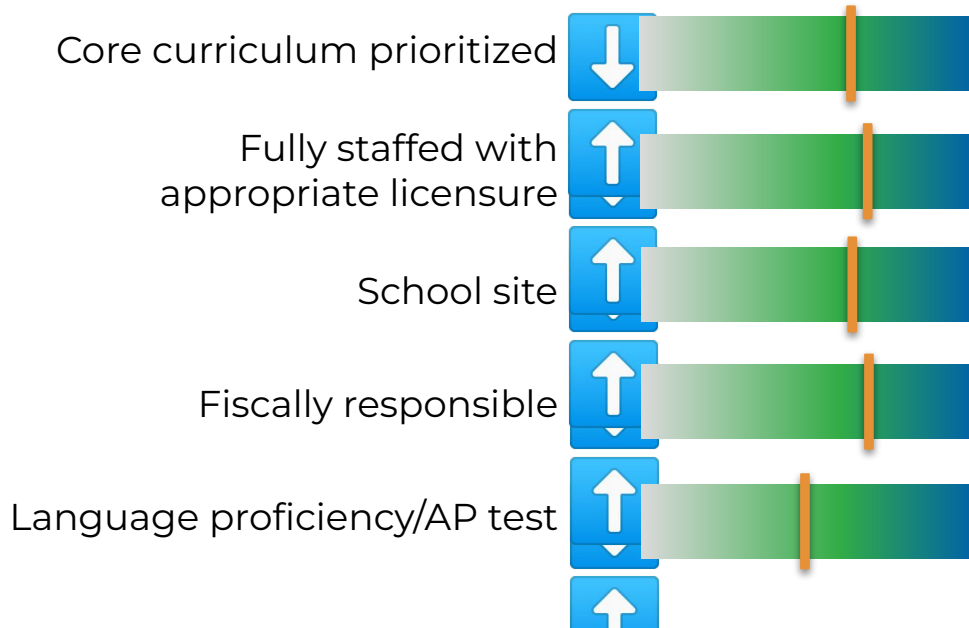 Core curriculum prioritized
Fully staffed with
appropriate licensure
School site
Fiscally responsible
Language proficiency/AP test